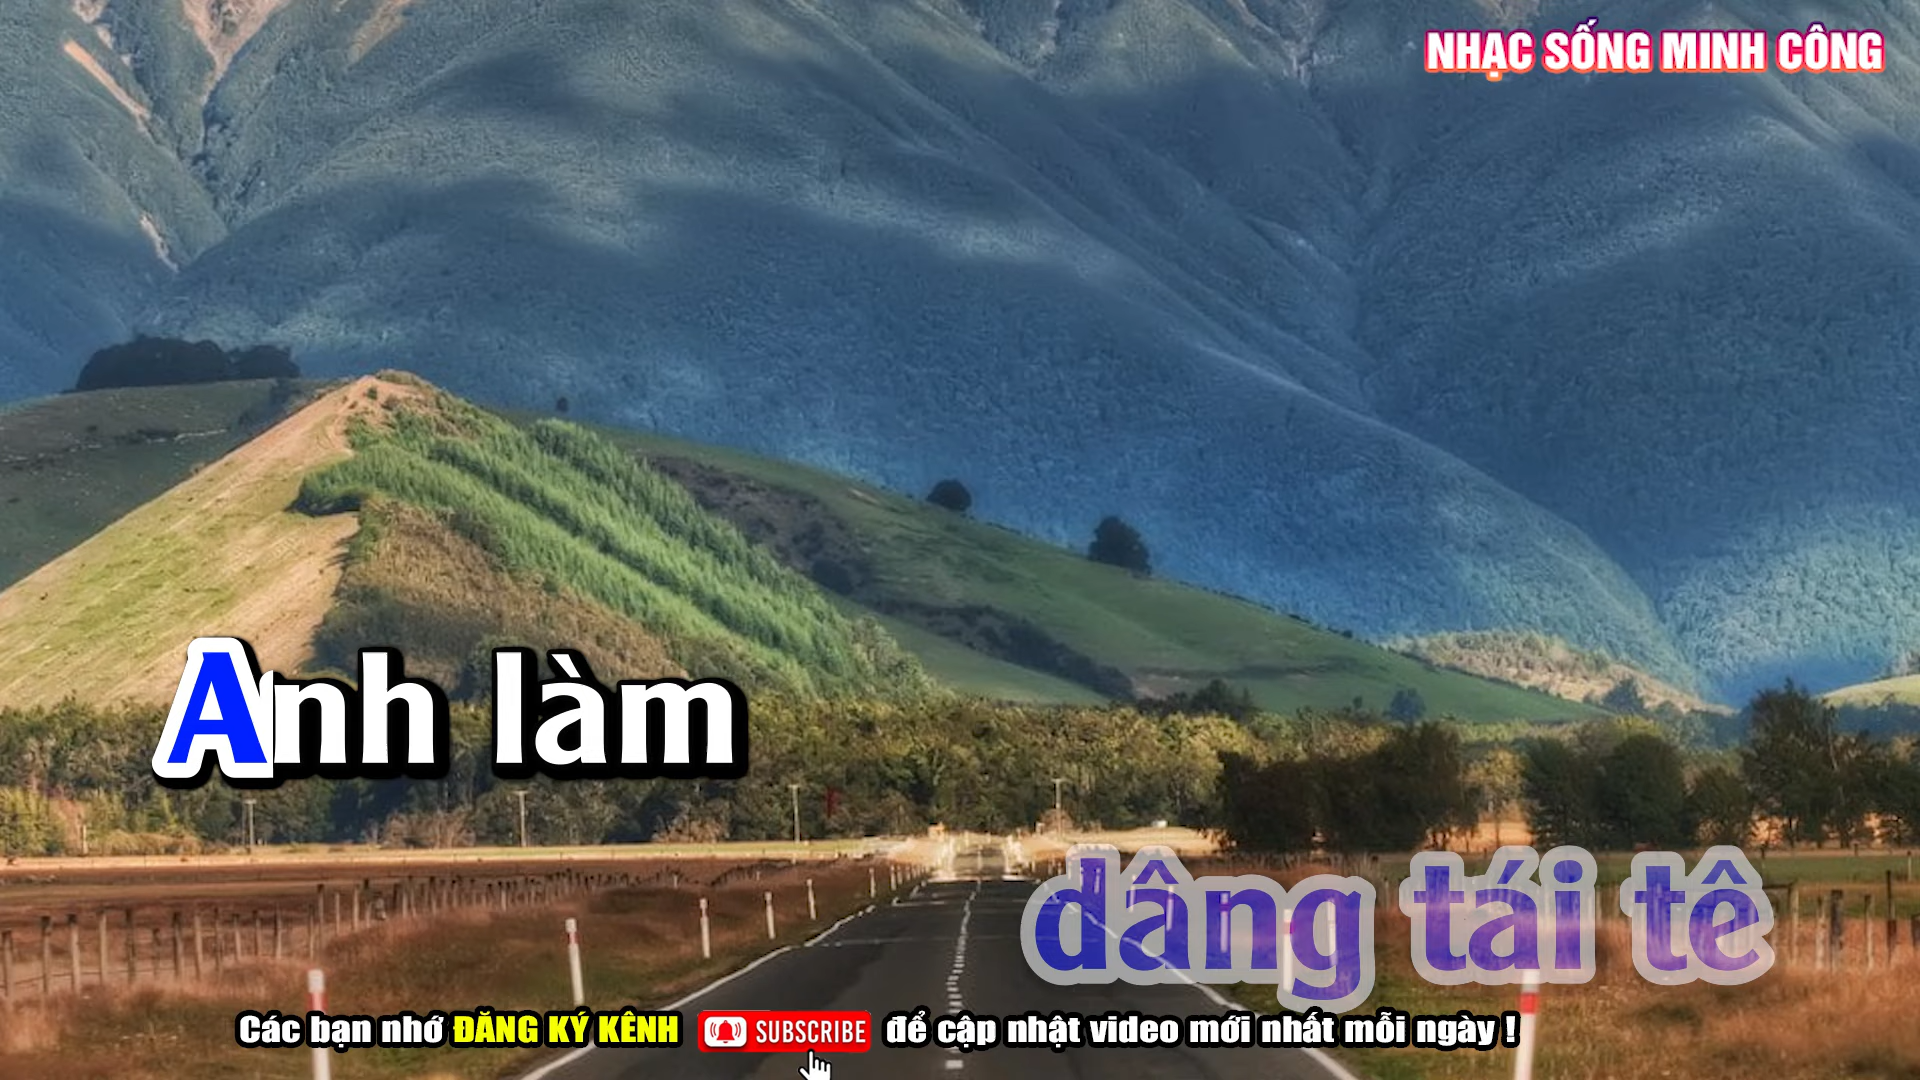 NHẠC SỐNG MINH CÔNG
Anh làm
dâng tái tê
Các bạn nhớ ĐĂNG KÝ KÊNH SUBSCRIBE để cập nhật video mới nhất mỗi ngày !